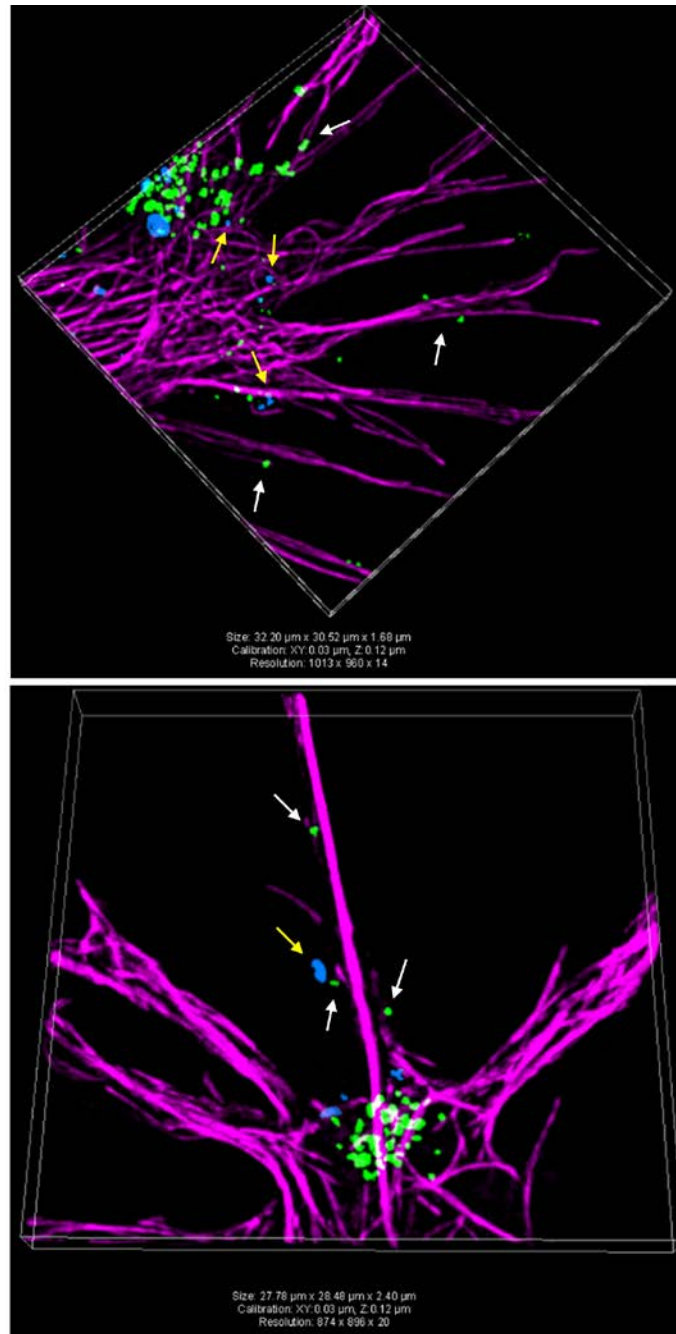 Size: 32.20 µm x 30.52 µm x 1.68 µm
Calibration: XY:0.03 µm, Z:0.12 µm
Resolution: 1013 x 960 x 14
Size: 27.78 µm x 28.48 µm x 2.40 µm
Calibration: XY:0.03 µm, Z:0.12 µm
Resolution: 874 x 896 x 20